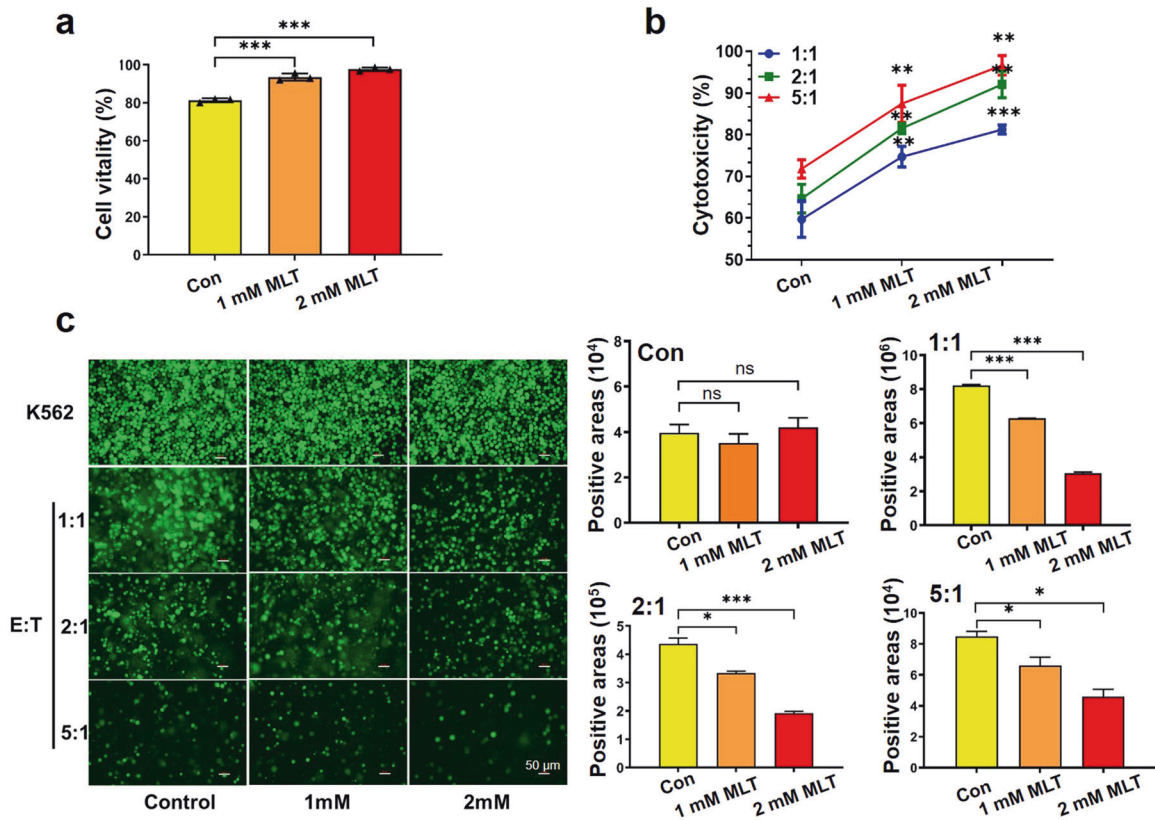 a
Cell vitality (%)
100
80
60
40
20
0
***
***
Con
1 mM MLT
2 mM MLT
b
Cytotoxicity (%)
100
90
80
70
60
50
1:1
2:1
5:1
**
**
**
**
**
***
Con
1 mM MLT
2 mM MLT
c
K562
E:T
1:1
2:1
5:1
50 μm
Control
1mM
2mM
Con
Positive areas (10⁴)
8
6
4
2
0
ns
ns
Con
1 mM MLT
2 mM MLT
1:1
Positive areas (10⁶)
10
8
6
4
2
0
***
***
Con
1 mM MLT
2 mM MLT
2:1
Positive areas (10⁵)
5
4
3
2
1
0
***
*
Con
1 mM MLT
2 mM MLT
5:1
Positive areas (10⁴)
10
8
6
4
2
0
*
*
Con
1 mM MLT
2 mM MLT